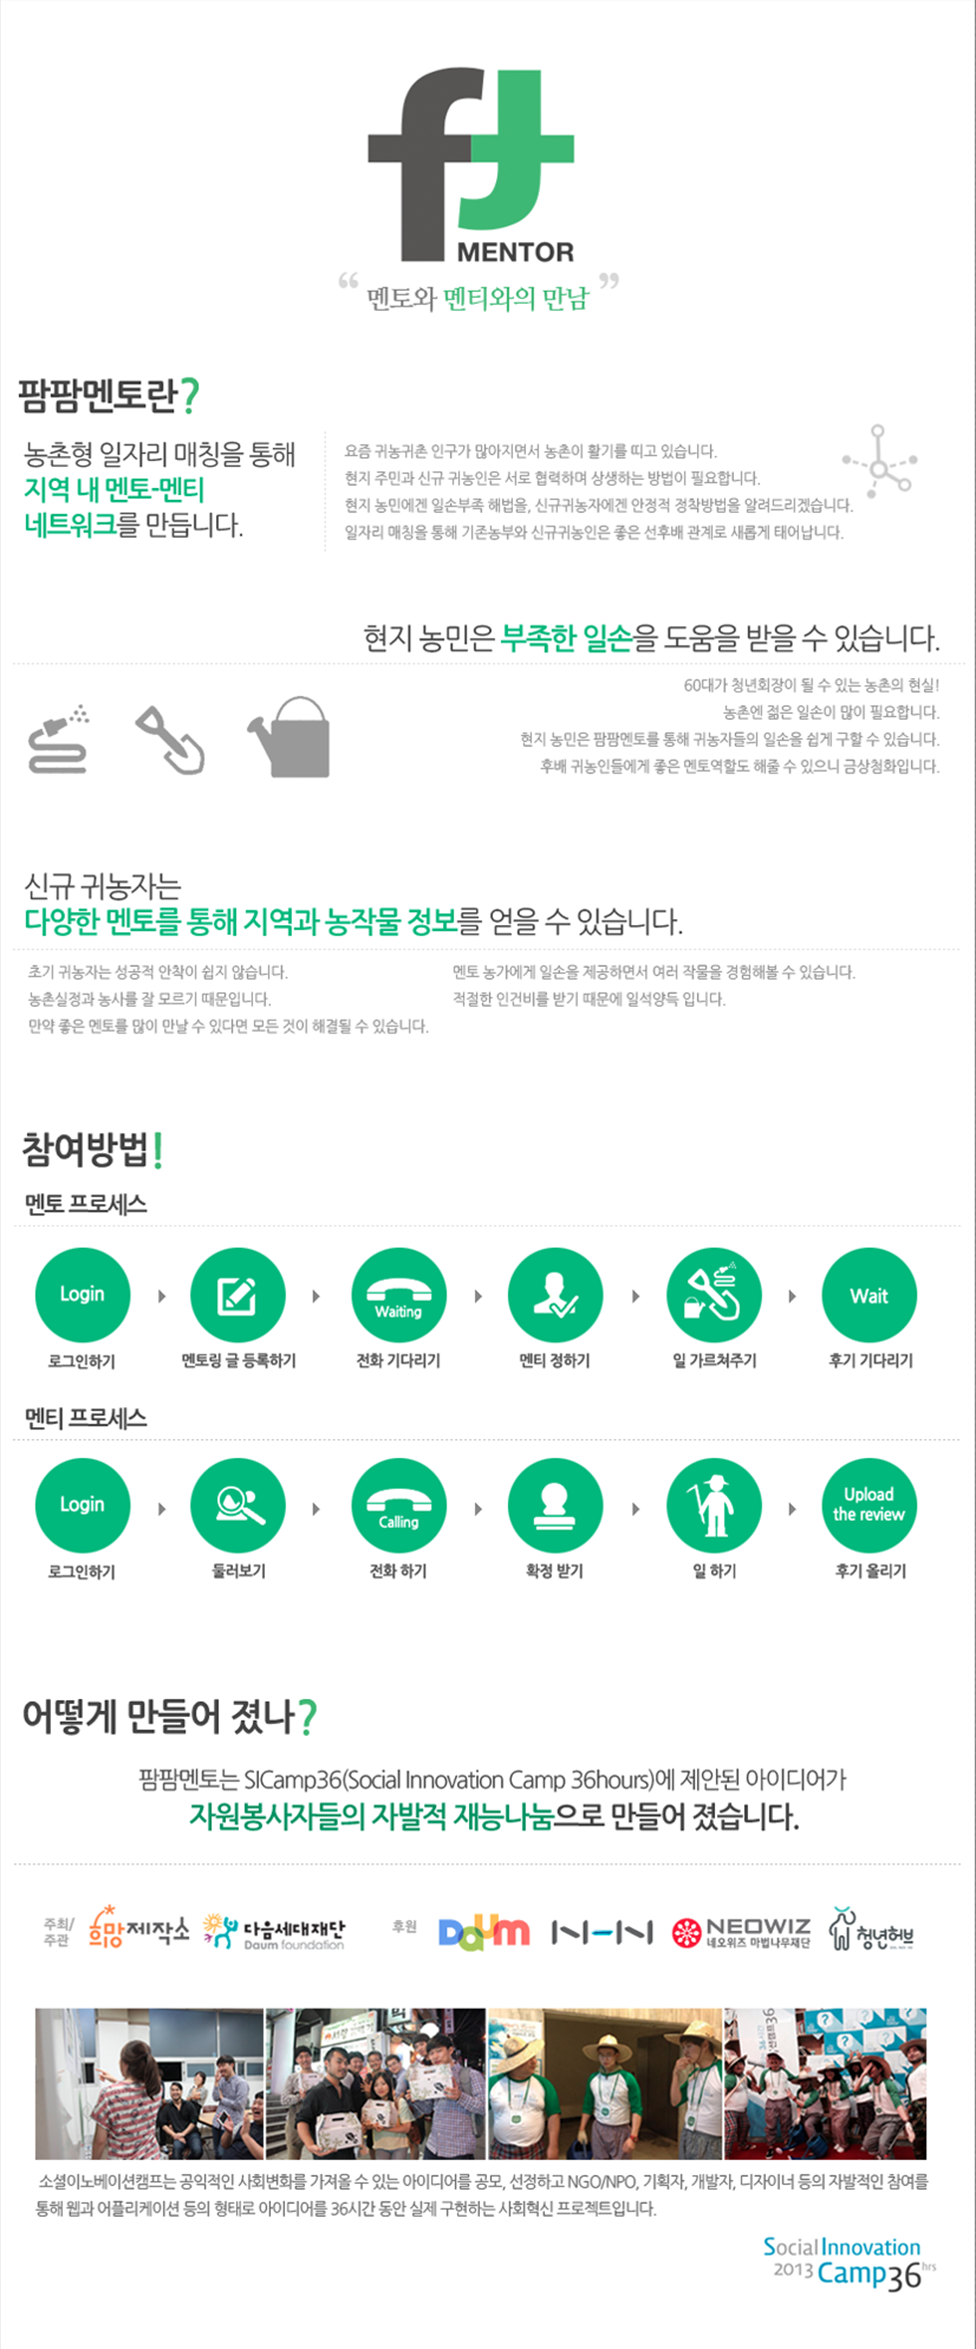 ft
MENTOR
“ 멘토와 멘티와의 만남 ”
팜팜멘토란?
농촌형 일자리 매칭을 통해
지역 내 멘토-멘티
네트워크를 만듭니다.
요즘 귀농귀촌 인구가 많아지면서 농촌이 활기를 띠고 있습니다.
현지 주민과 신규 귀농인은 서로 협력하며 상생하는 방법이 필요합니다.
현지 농민에겐 일손부족 해법을, 신규귀농자에겐 안정적 정착방법을 알려드리겠습니다.
일자리 매칭을 통해 기존농부와 신규귀농인은 좋은 선후배 관계로 새롭게 태어납니다.
현지 농민은 부족한 일손을 도움을 받을 수 있습니다.
60대가 청년회장이 될 수 있는 농촌의 현실!
농촌엔 젊은 일손이 많이 필요합니다.
현지 농민은 팜팜멘토를 통해 귀농자들의 일손을 쉽게 구할 수 있습니다.
후배 귀농인들에게 좋은 멘토역할도 해줄 수 있으니 금상첨화입니다.
신규 귀농자는
다양한 멘토를 통해 지역과 농작물 정보를 얻을 수 있습니다.
초기 귀농자는 성공적 안착이 쉽지 않습니다.
농촌실정과 농사를 잘 모르기 때문입니다.
만약 좋은 멘토를 많이 만날 수 있다면 모든 것이 해결될 수 있습니다.
멘토 농가에게 일손을 제공하면서 여러 작물을 경험해볼 수 있습니다.
적절한 인건비를 받기 때문에 일석양득 입니다.
참여방법!
멘토 프로세스
Login
Waiting
Wait
로그인하기 멘토링 글 등록하기 전화 기다리기 멘티 정하기 일 가르쳐주기 후기 기다리기
멘티 프로세스
Login
Calling
Upload
the review
로그인하기 둘러보기 전화 하기 확정 받기 일 하기 후기 올리기
어떻게 만들어 졌나?
팜팜멘토는 SICamp36(Social Innovation Camp 36hours)에 제안된 아이디어가
자원봉사자들의 자발적 재능나눔으로 만들어 졌습니다.
주최/
주관
희망제작소
다음세대재단
Daum foundation
후원
Daum
NHN
NEOWIZ
네오위즈 마법나무재단
청년허브
소셜이노베이션캠프는 공익적인 사회변화를 가져올 수 있는 아이디어를 공모, 선정하고 NGO/NPO, 기획자, 개발자, 디자이너 등의 자발적인 참여를
통해 웹과 어플리케이션 등의 형태로 아이디어를 36시간 동안 실제 구현하는 사회혁신 프로젝트입니다.
Social Innovation
2013 Camp36 hrs